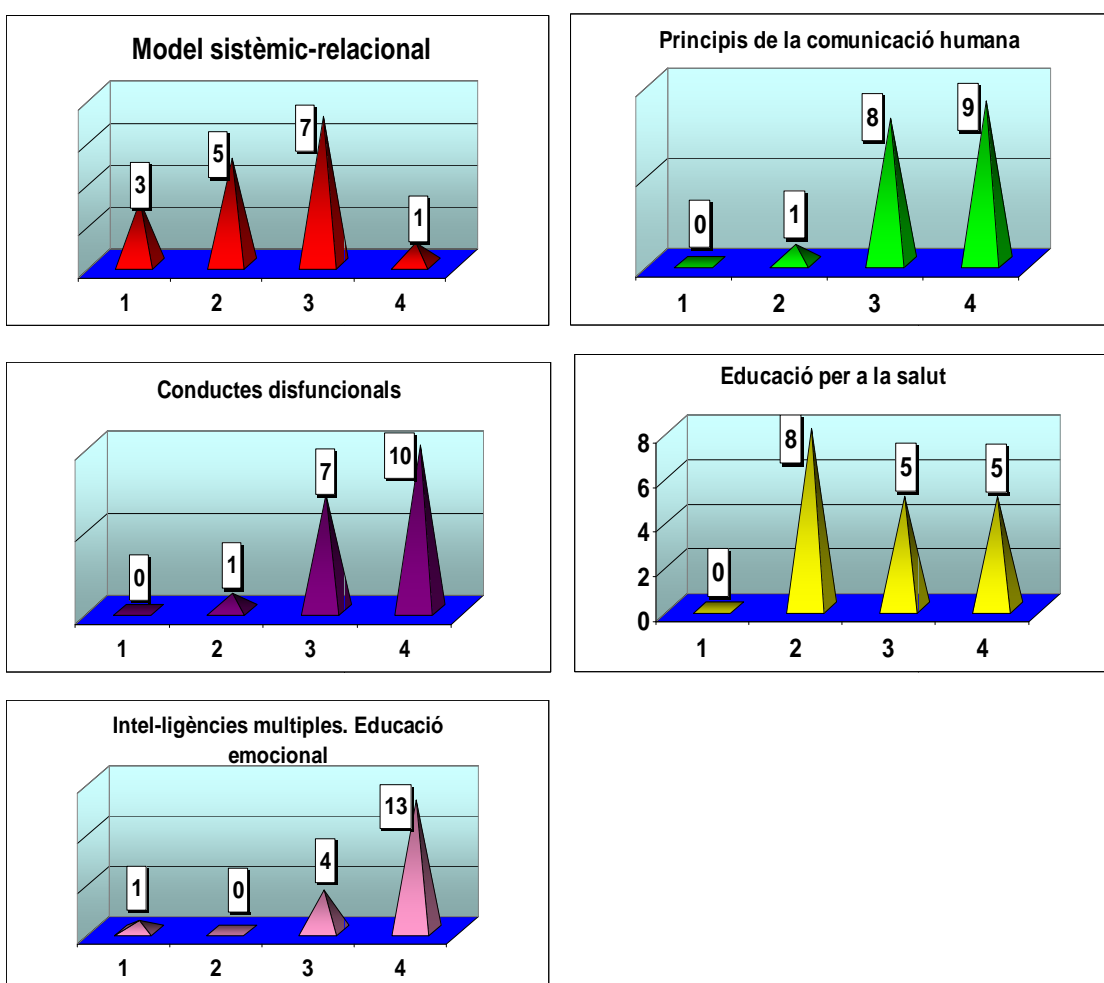 Model sistèmic-relacional
3
5
7
1
1 2 3 4
Principis de la comunicació humana
0
1
8
9
1 2 3 4
Conductes disfuncionals
0
1
7
10
1 2 3 4
Educació per a la salut
8
6
4
2
0
0
8
5
5
1 2 3 4
Intel-ligències multiples. Educació
emocional
1
0
4
13
1 2 3 4